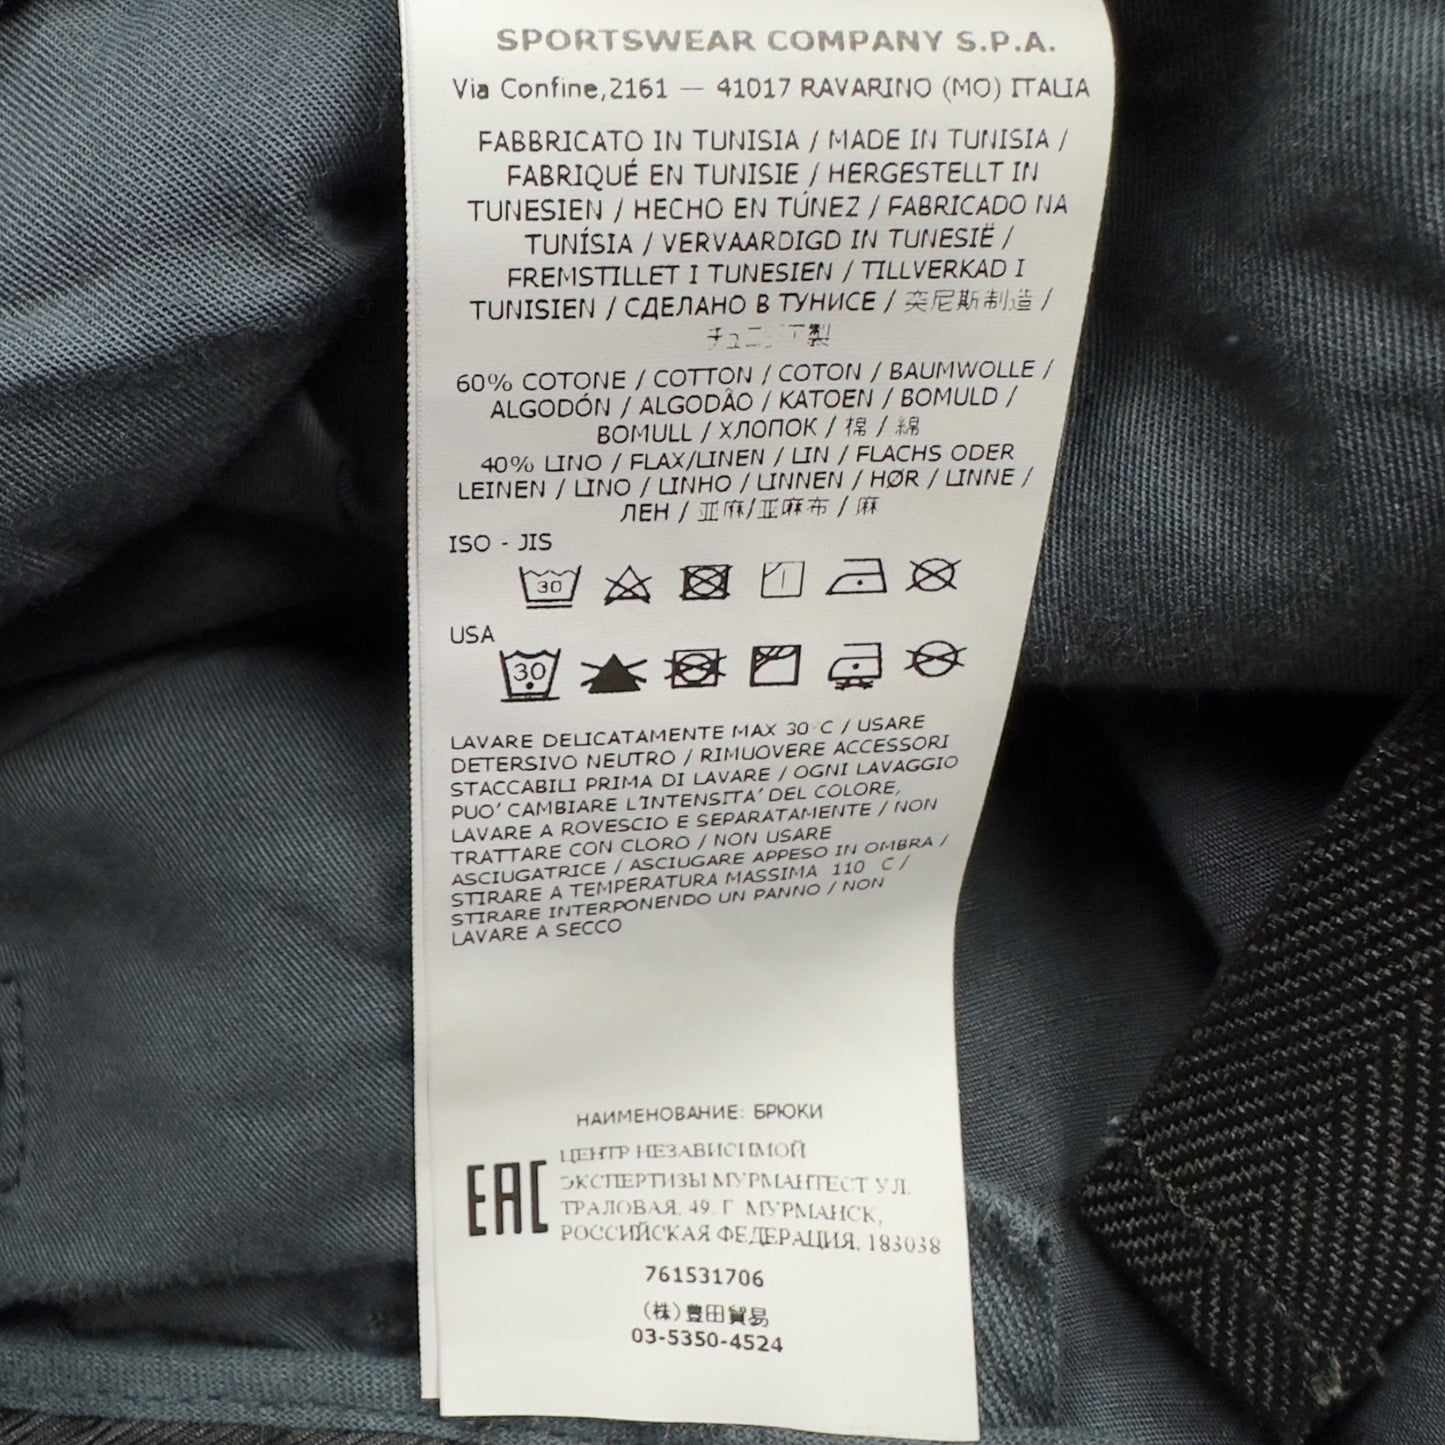 SPORTSWEAR COMPANY S.P.A.
Via Confine,2161 — 41017 RAVARINO (MO) ITALIA
FABBRICATO IN TUNISIA / MADE IN TUNISIA /
FABRIQUÉ EN TUNISIE / HERGESTELLT IN
TUNESIEN / HECHO EN TÚNEZ / FABRICADO NA
TUNÍSIA / VERVAARDIGD IN TUNESIË /
FREMSTILLET I TUNESIEN / TILLVERKAD I
TUNISIEN / СДЕЛАНО В ТУНИСЕ / 突尼斯制造 /
チュニジア製
60% COTONE / COTTON / COTON / BAUMWOLLE /
ALGODÓN / ALGODÃO / KATOEN / BOMULD /
BOMULL / ХЛОПОК / 棉 / 綿
40% LINO / FLAX/LINEN / LIN / FLACHS ODER
LEINEN / LINO / LINHO / LINNEN / HØR / LINNE /
ЛЕН / 亚麻/亚麻布 / 麻
ISO - JIS
30
USA
30
LAVARE DELICATAMENTE MAX 30 C / USARE
DETERSIVO NEUTRO / RIMUOVERE ACCESSORI
STACCABILI PRIMA DI LAVARE / OGNI LAVAGGIO
PUO' CAMBIARE L'INTENSITA' DEL COLORE,
LAVARE A ROVESCIO E SEPARATAMENTE / NON
TRATTARE CON CLORO / NON USARE
ASCIUGATRICE / ASCIUGARE APPESO IN OMBRA /
STIRARE A TEMPERATURA MASSIMA 110 C /
STIRARE INTERPONENDO UN PANNO / NON
LAVARE A SECCO
НАИМЕНОВАНИЕ: БРЮКИ
EAC
ЦЕНТР НЕЗАВИСИМОЙ
ЭКСПЕРТИЗЫ МУРМАНТЕСТ УЛ.
ТРАЛОВАЯ, 49, Г. МУРМАНСК,
РОССИЙСКАЯ ФЕДЕРАЦИЯ, 183038
761531706
(株)豊田貿易
03-5350-4524